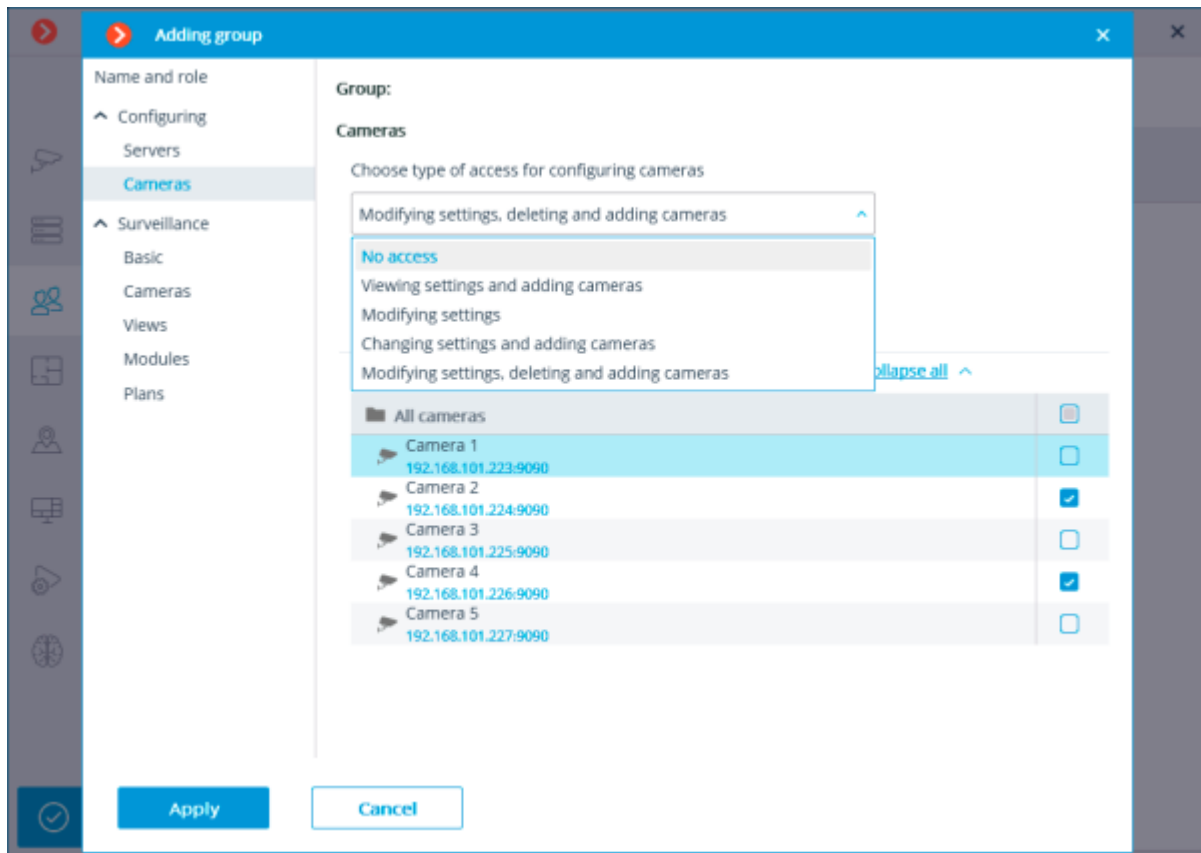 Adding group
Name and role
Configuring
Servers
Cameras
Surveillance
Basic
Cameras
Views
Modules
Plans
Group:
Cameras
Choose type of access for configuring cameras
Modifying settings, deleting and adding cameras
No access
Viewing settings and adding cameras
Modifying settings
Changing settings and adding cameras
Modifying settings, deleting and adding cameras
all
All cameras
Camera 1
192.168.101.223:9090
Camera 2
192.168.101.224:9090
Camera 3
192.168.101.225:9090
Camera 4
192.168.101.226:9090
Camera 5
192.168.101.227:9090
Apply
Cancel